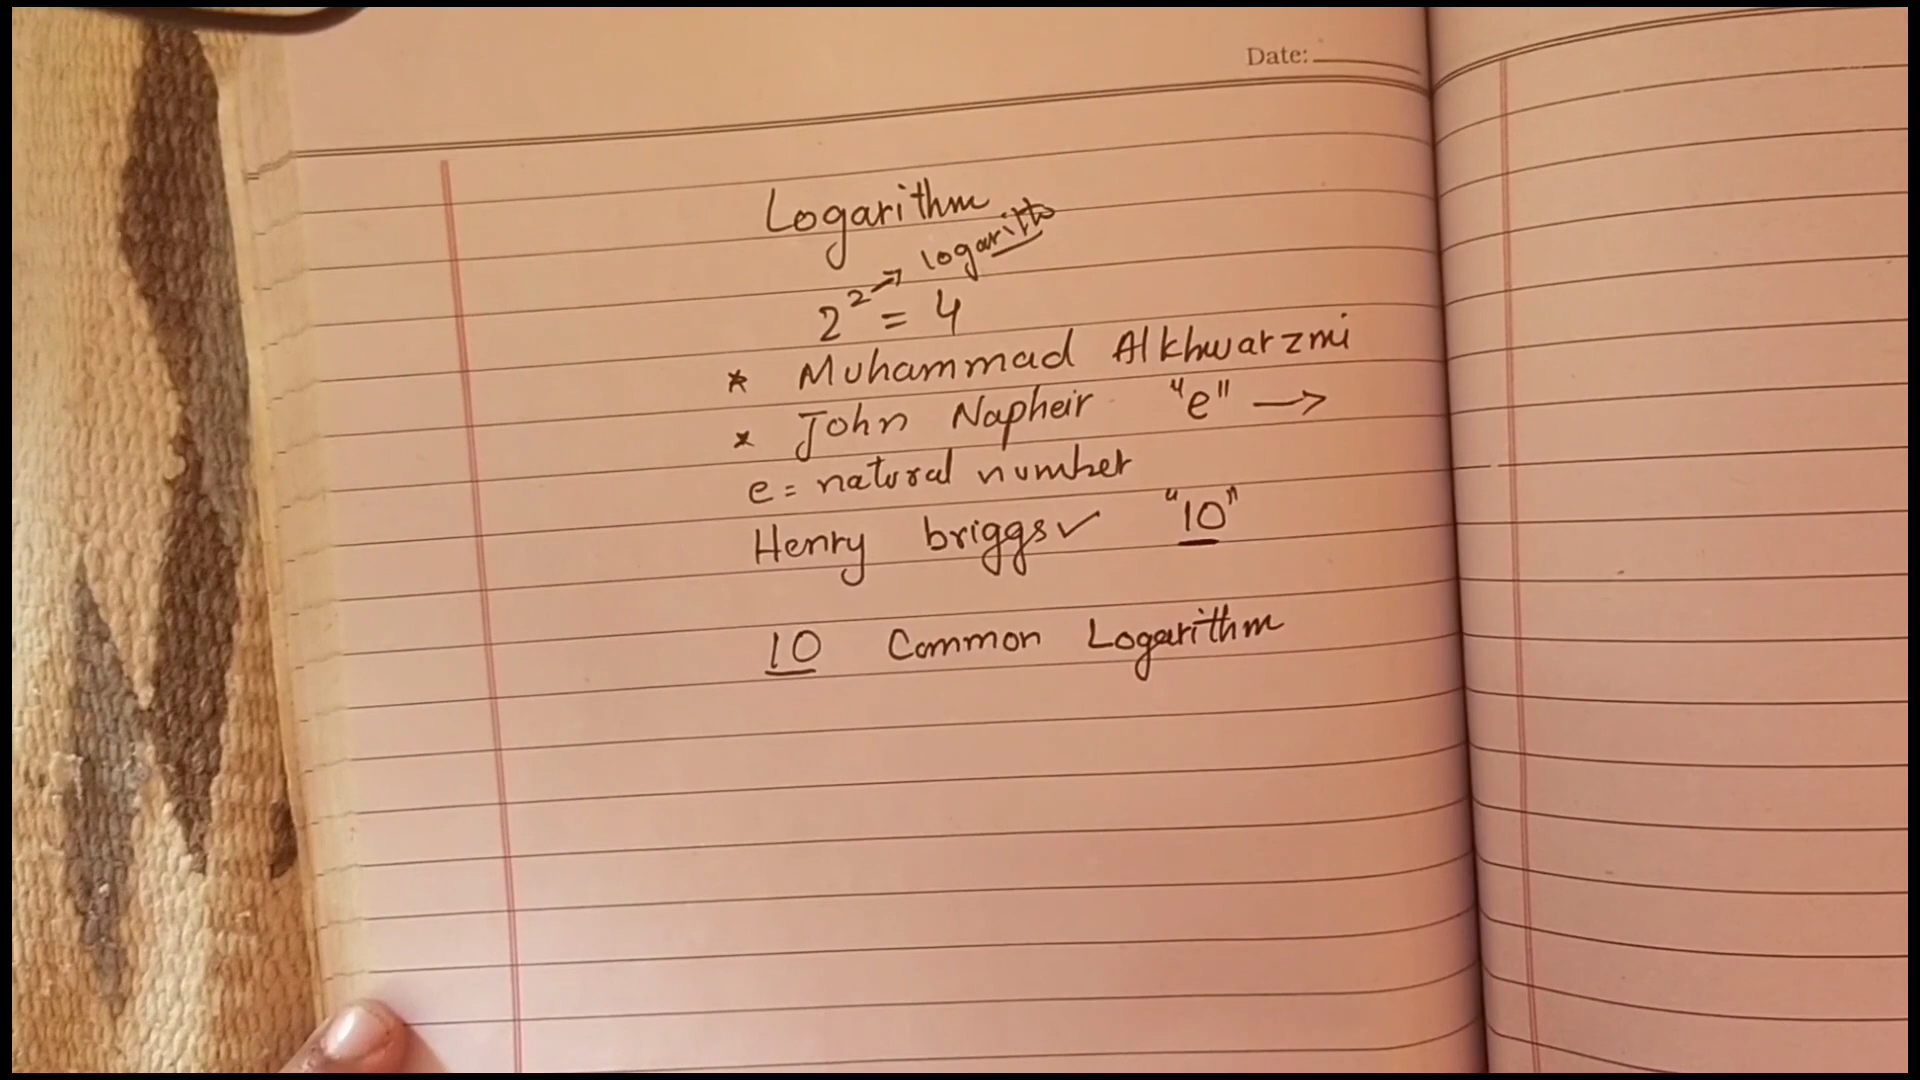 Date:
Logarithm
2² → logarithm
= 4
* Muhammad Alkhwarzmi
* John Napheir "e" →
e = natural number
Henry briggs ✓ "10"
10 Common Logarithm